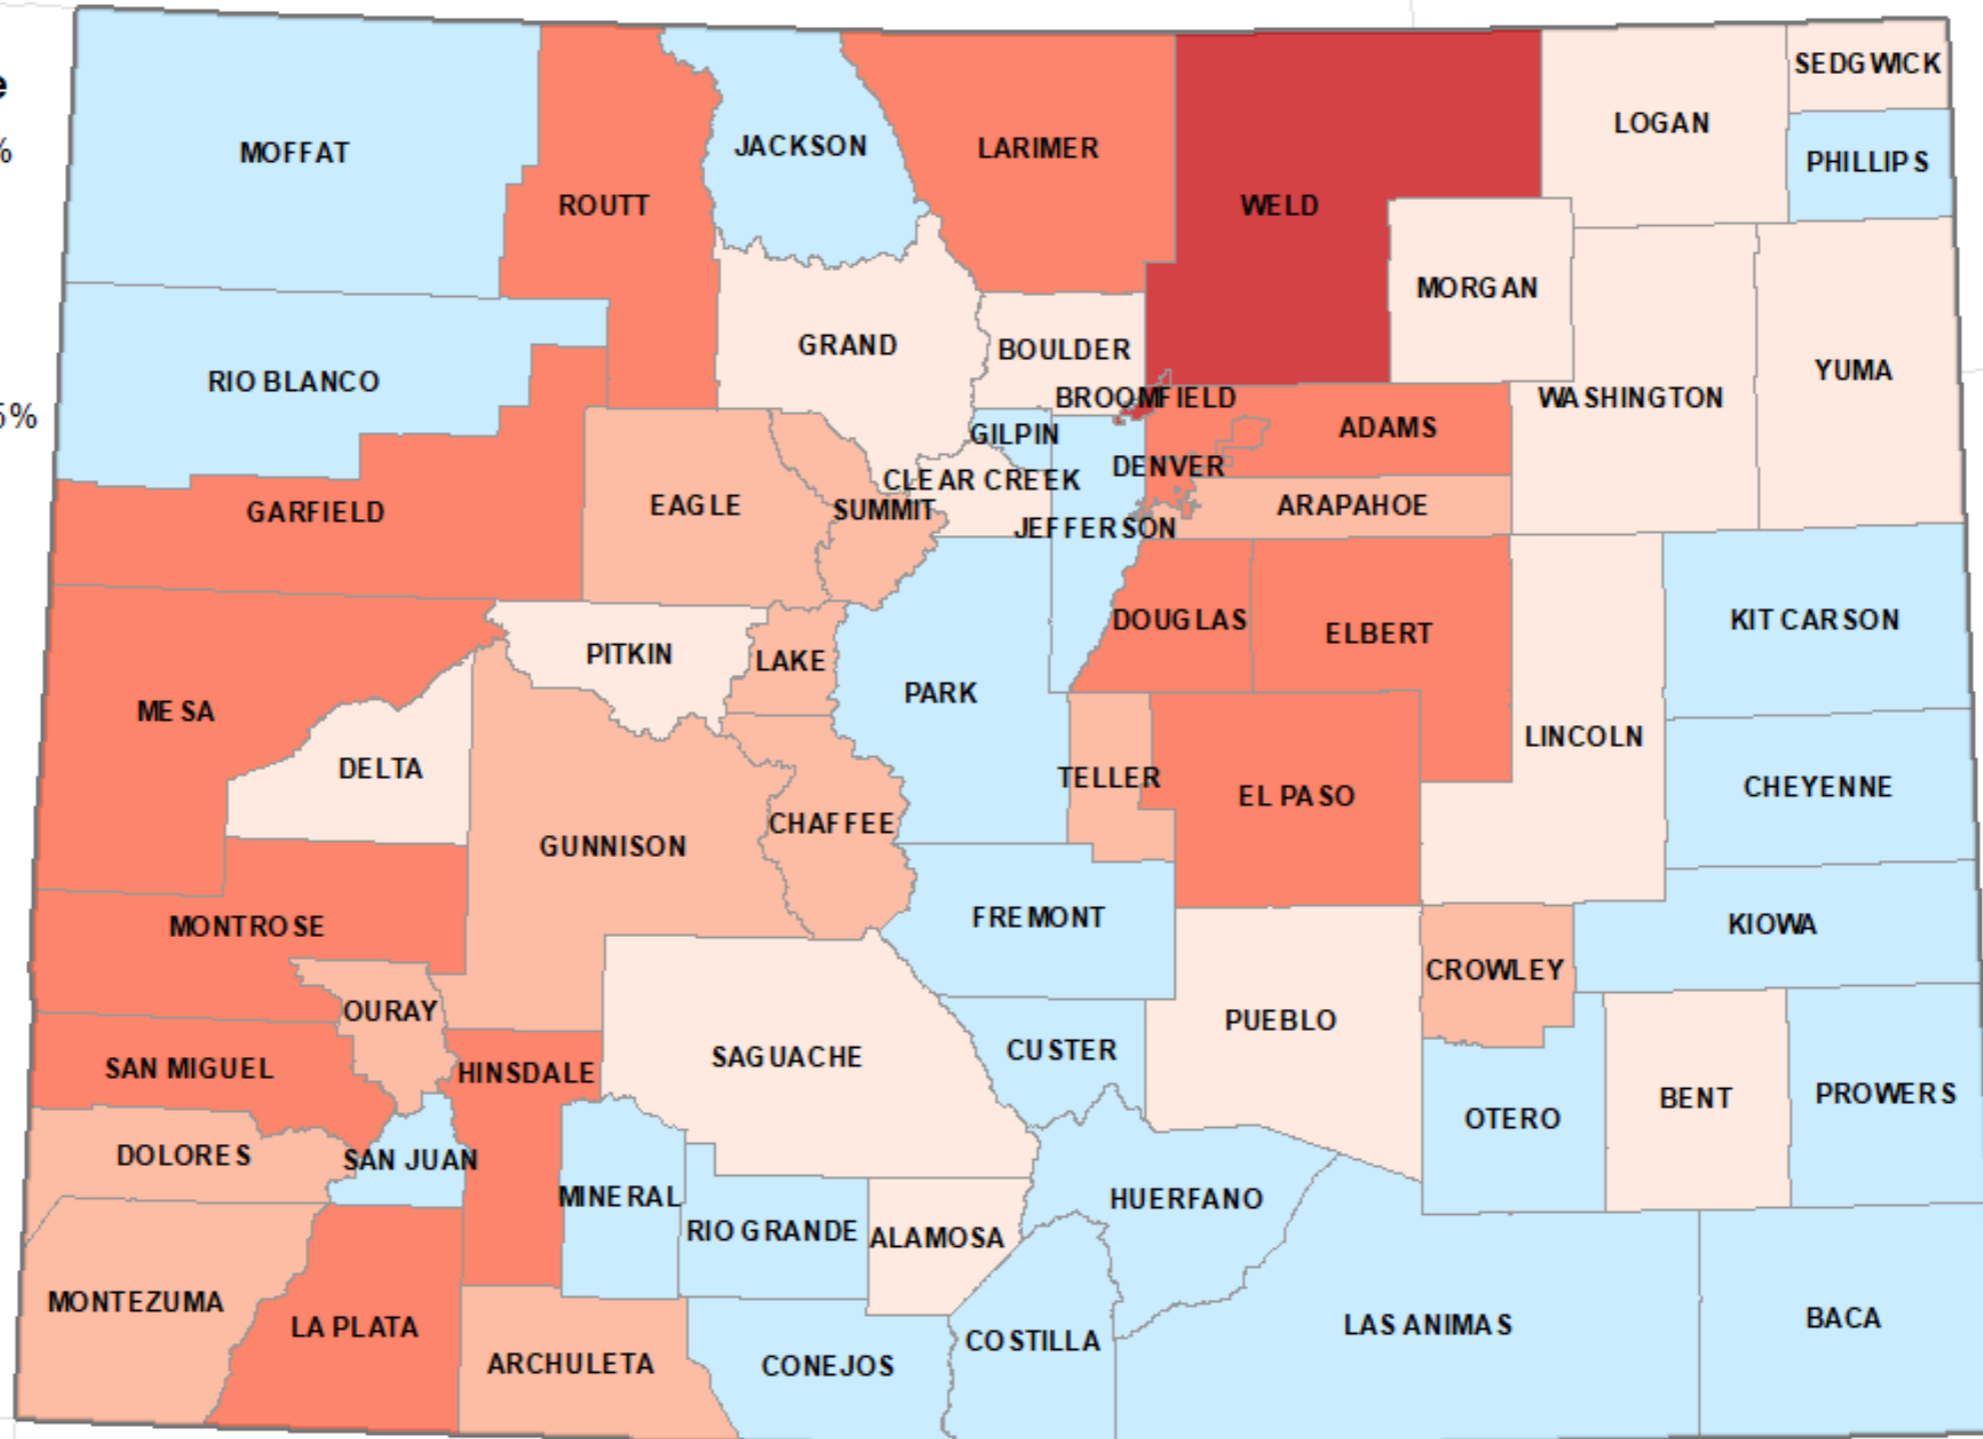 e
%
5%
MOFFAT
ROUTT
JACKSON
LARIMER
WELD
LOGAN
SEDGWICK
PHILLIPS
MORGAN
RIO BLANCO
GRAND
BOULDER
BROOMFIELD
WASHINGTON
YUMA
ADAMS
GILPIN
DENVER
CLEAR CREEK
GARFIELD
EAGLE
SUMMIT
ARAPAHOE
JEFFERSON
DOUGLAS
ELBERT
KIT CARSON
PITKIN
LAKE
PARK
MESA
LINCOLN
DELTA
TELLER
EL PASO
CHEYENNE
GUNNISON
CHAFFEE
MONTROSE
FREMONT
KIOWA
CROWLEY
OURAY
PUEBLO
SAN MIGUEL
HINSDALE
SAGUACHE
CUSTER
OTERO
BENT
PROWERS
DOLORES
SAN JUAN
MINERAL
RIO GRANDE
ALAMOSA
HUERFANO
MONTEZUMA
LA PLATA
ARCHULETA
CONEJOS
COSTILLA
LAS ANIMAS
BACA